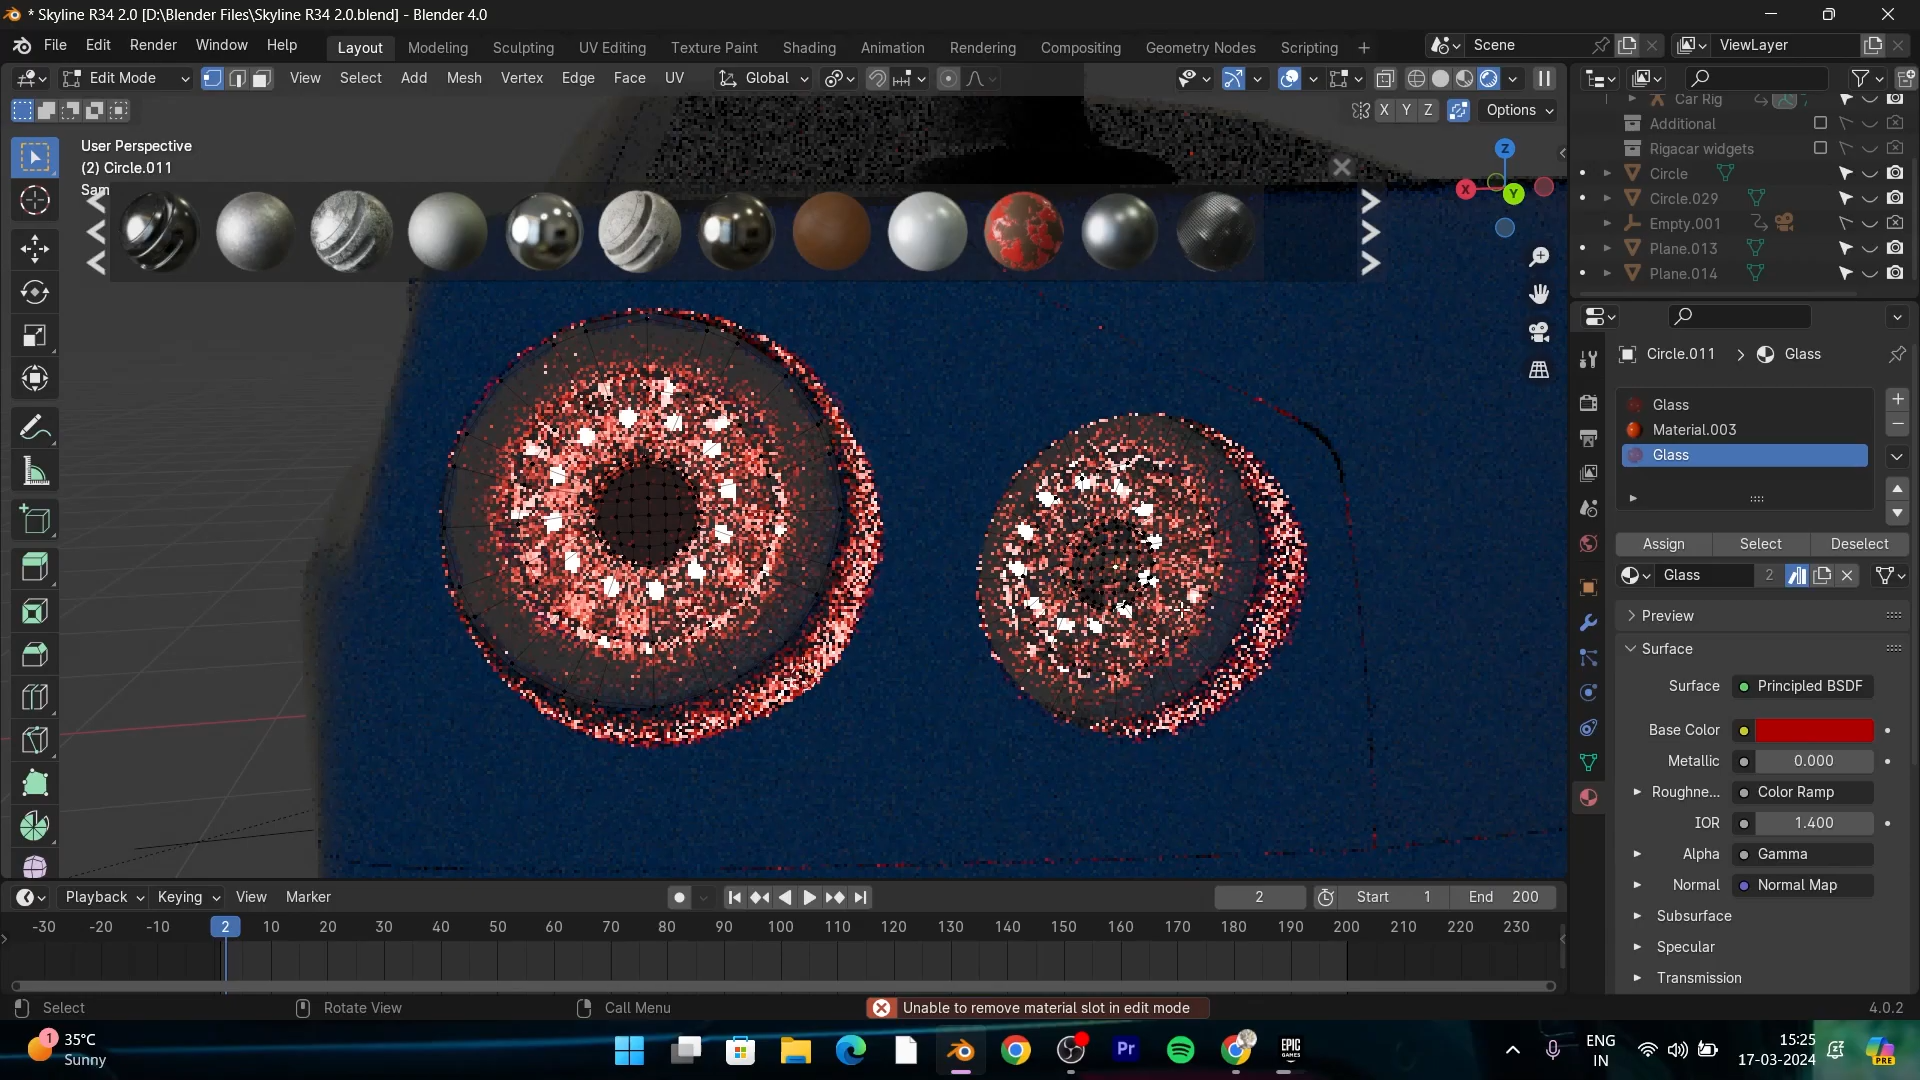 * Skyline R34 2.0 [D:\Blender Files\Skyline R34 2.0.blend] - Blender 4.0
File Edit Render Window Help
Layout Modeling Sculpting UV Editing Texture Paint Shading Animation Rendering Compositing Geometry Nodes Scripting +
Scene
ViewLayer
Edit Mode
View Select Add Mesh Vertex Edge Face UV
Global
X Y Z
Options
User Perspective
(2) Circle.011
Sam
Z
X
Y
Car Rig
Additional
Rigacar widgets
Circle
Circle.029
Empty.001
Plane.013
Plane.014
Circle.011 > Glass
Glass
Material.003
Glass
Assign Select Deselect
Glass 2
Preview
Surface
Surface Principled BSDF
Base Color
Metallic 0.000
Roughne... Color Ramp
IOR 1.400
Alpha Gamma
Normal Normal Map
Subsurface
Specular
Transmission
Playback Keying View Marker
2
Start 1 End 200
-30 -20 -10 2 10 20 30 40 50 60 70 80 90 100 110 120 130 140 150 160 170 180 190 200 210 220 230
Select Rotate View Call Menu Unable to remove material slot in edit mode 4.0.2
1
35°C
Sunny
Pr
EPIC
GAMES
ENG
IN
15:25
17-03-2024
PRE